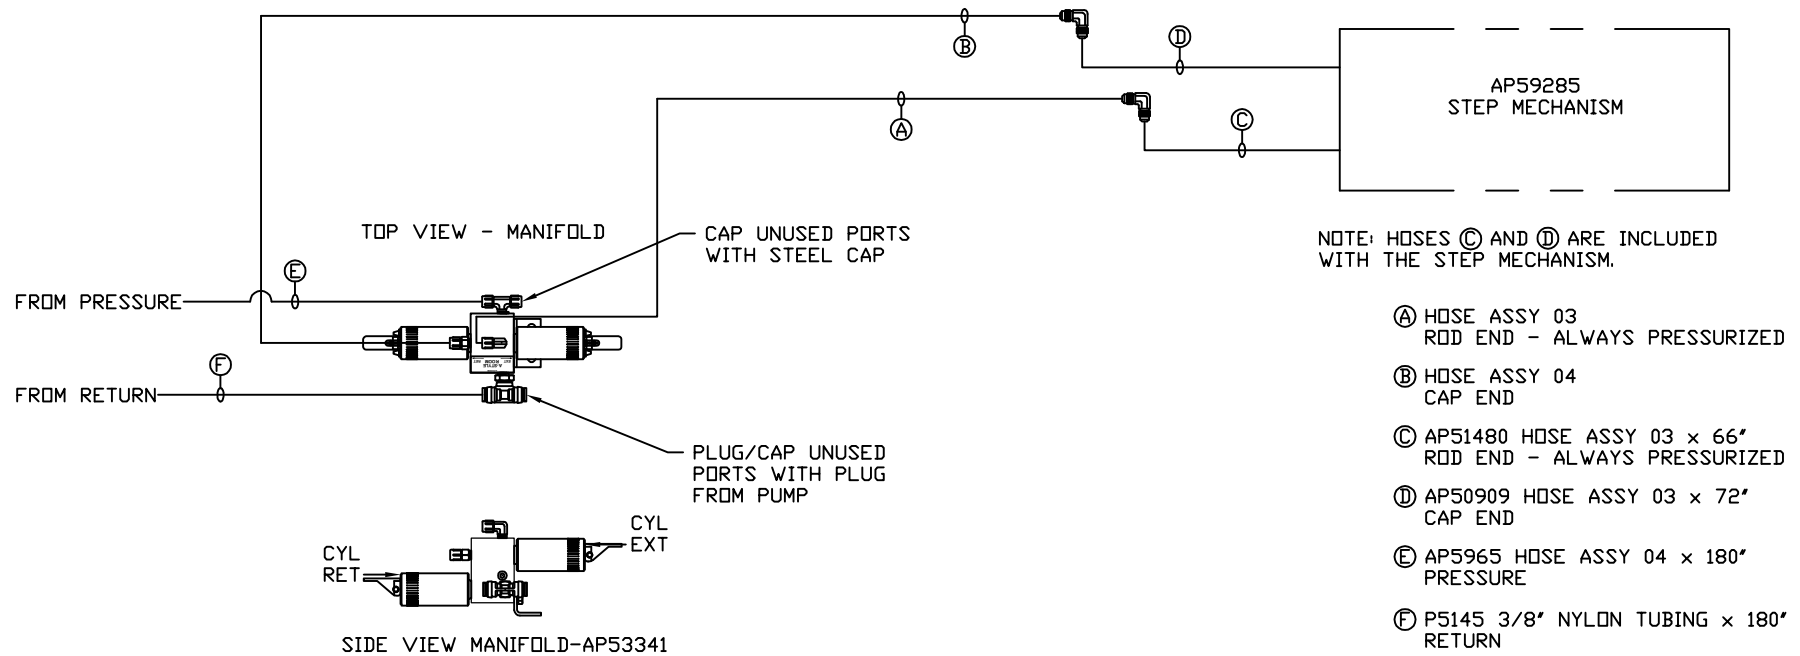 B
D
AP59285
STEP MECHANISM
A
C
TOP VIEW - MANIFOLD
CAP UNUSED PORTS
WITH STEEL CAP
NOTE: HOSES C AND D ARE INCLUDED
WITH THE STEP MECHANISM.
E
FROM PRESSURE
F
FROM RETURN
A-STYLE
PLUG/CAP UNUSED
PORTS WITH PLUG
FROM PUMP
CYL
EXT
CYL
RET
SIDE VIEW MANIFOLD-AP53341
A HOSE ASSY 03
ROD END - ALWAYS PRESSURIZED
B HOSE ASSY 04
CAP END
C AP51480 HOSE ASSY 03 x 66"
ROD END - ALWAYS PRESSURIZED
D AP50909 HOSE ASSY 03 x 72"
CAP END
E AP5965 HOSE ASSY 04 x 180"
PRESSURE
F P5145 3/8" NYLON TUBING x 180"
RETURN